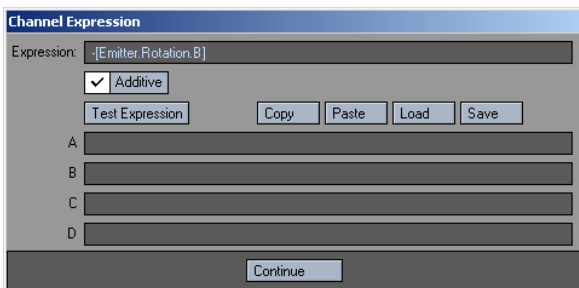 Channel Expression
Expression: -[Emitter.Rotation.B]
Additive
Test Expression Copy Paste Load Save
A
B
C
D
Continue